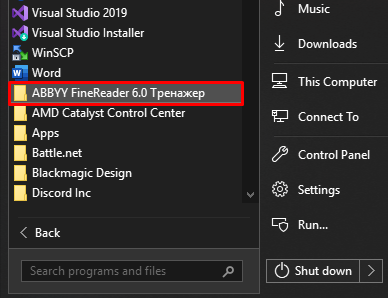 Visual Studio 2019
Visual Studio Installer
WinSCP
Word
ABBYY FineReader 6.0 Тренажер
AMD Catalyst Control Center
Apps
Battle.net
Blackmagic Design
Discord Inc
Back
Search programs and files
Music
Downloads
This Computer
Connect To
Control Panel
Settings
Run...
Shut down